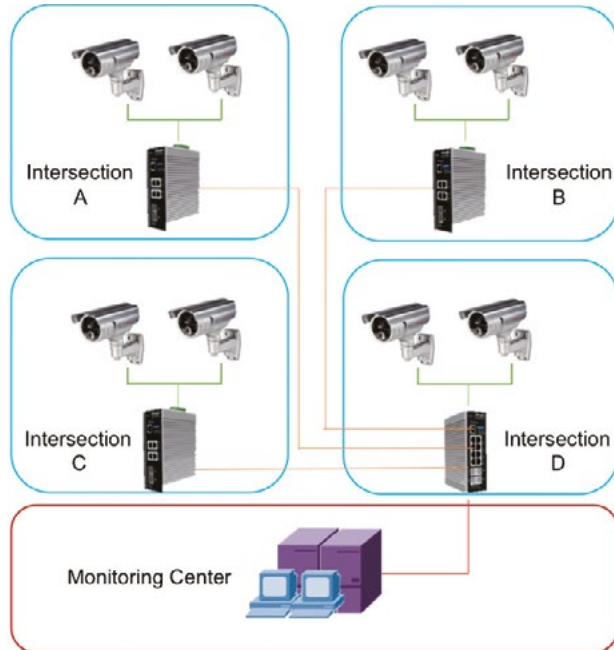 Intersection
A
Intersection
B
Intersection
C
Intersection
D
Monitoring Center